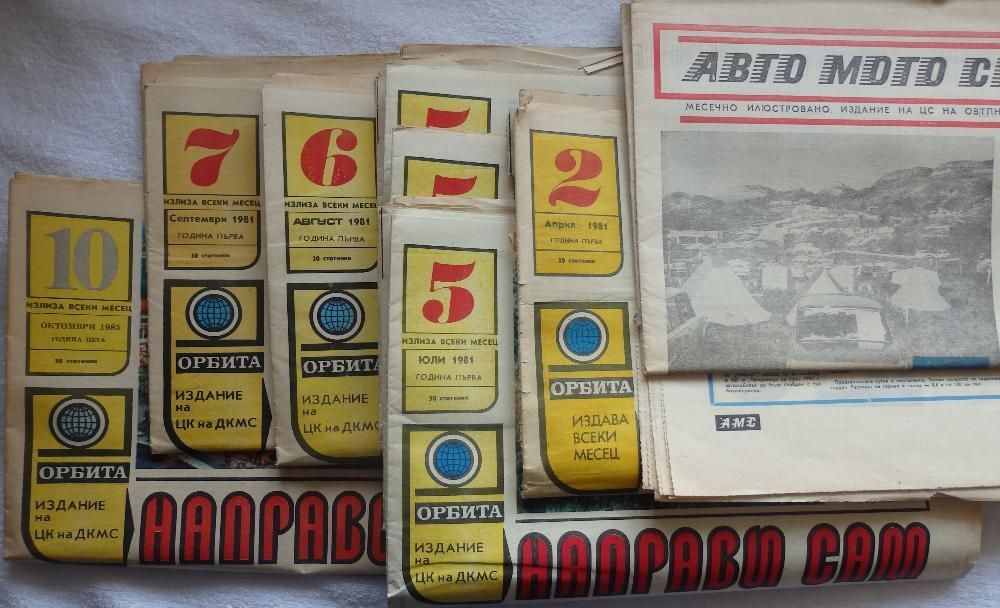 10
ИЗЛИЗА ВСЕКИ МЕСЕЦ
ОКТОМВРИ 1985
ГОДИНА ПЕТА
30 стотинки
ОРБИТА
ИЗДАНИЕ
на
ЦК на ДКМС
НАПРАВИ
7
ИЗЛИЗА ВСЕКИ МЕСЕЦ
Септември 1981
ГОДИНА ПЪРВА
30 стотинки
ОРБИТА
ИЗДАНИЕ
на
ЦК на ДКМС
6
ИЗЛИЗА ВСЕКИ МЕСЕЦ
АВГУСТ 1981
ГОДИНА ПЪРВА
30 стотинки
ОРБИТА
ИЗДАНИЕ
на
ЦК на ДКМС
5
5
5
ИЗЛИЗА ВСЕКИ МЕСЕЦ
ЮЛИ 1981
ГОДИНА ПЪРВА
30 стотинки
ОРБИТА
ИЗДАНИЕ
на
ЦК на ДКМС
НАПРАВИ САМ
2
Април 1981
ГОДИНА ПЪРВА
30 стотинки
ОРБИТА
ИЗДАВА
ВСЕКИ
МЕСЕЦ
АВТО МОТО
МЕСЕЧНО ИЛЮСТРОВАНО ИЗДАНИЕ НА ЦС НА
АМС